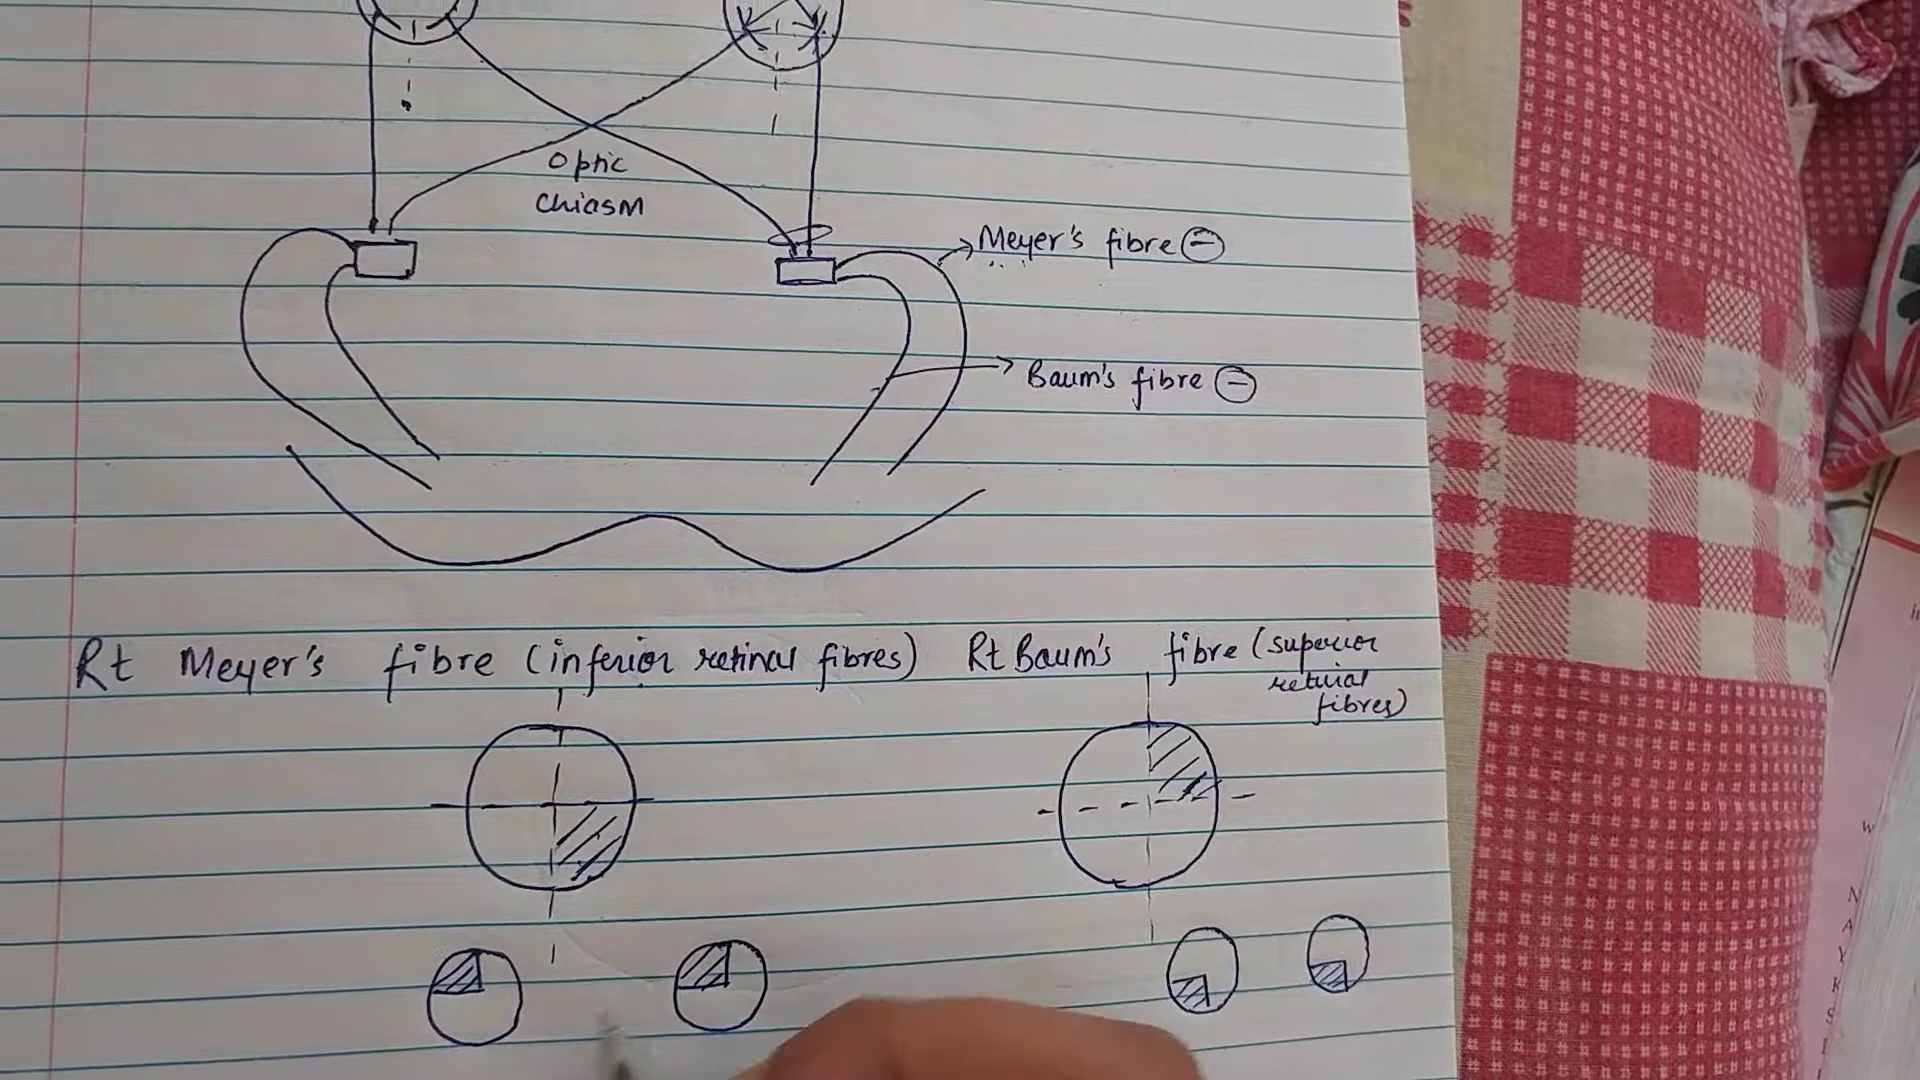 Optic
Chiasm
Meyer's fibre ⊖
Baum's fibre ⊖
Rt Meyer's fibre (inferior retinal fibres)
Rt Baum's fibre (superior
retinal
fibres)
W
N
A
Y
K
S